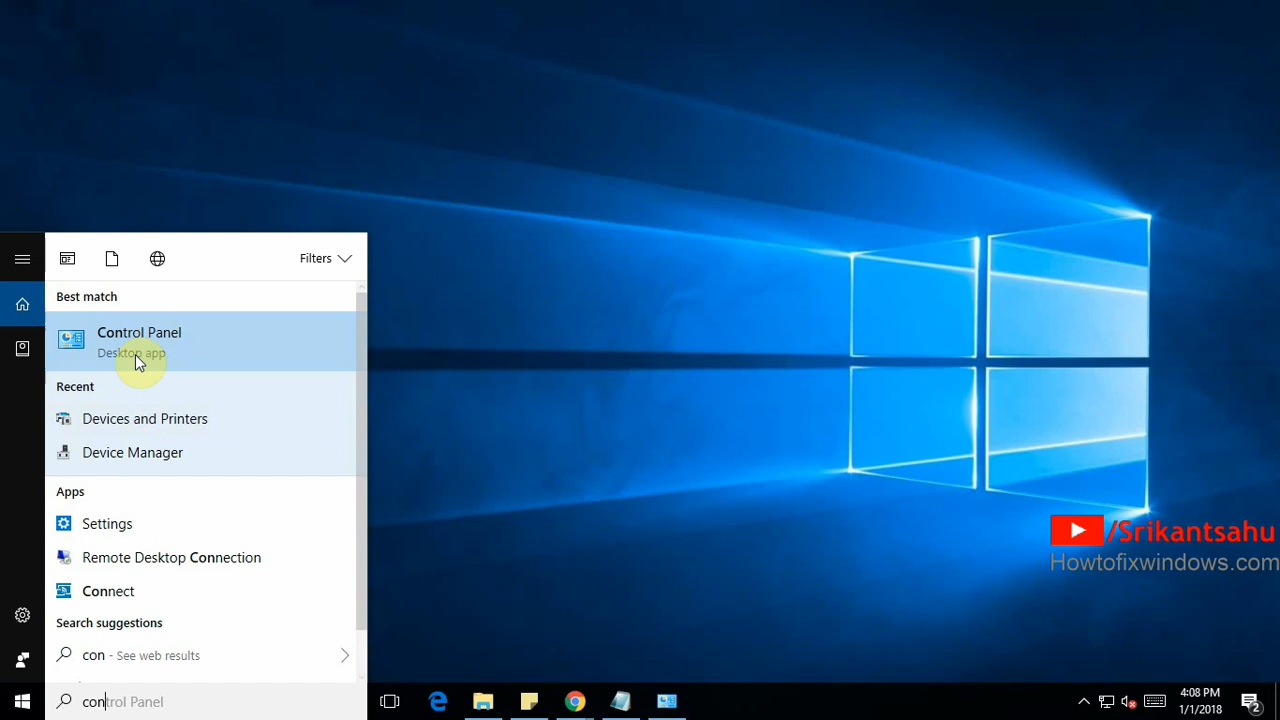 Filters
Best match
Control Panel
Desktop app
Recent
Devices and Printers
Device Manager
Apps
Settings
Remote Desktop Connection
Connect
Search suggestions
con - See web results
control Panel
/Srikantsahu
Howtofixwindows.com
4:08 PM
1/1/2018
2